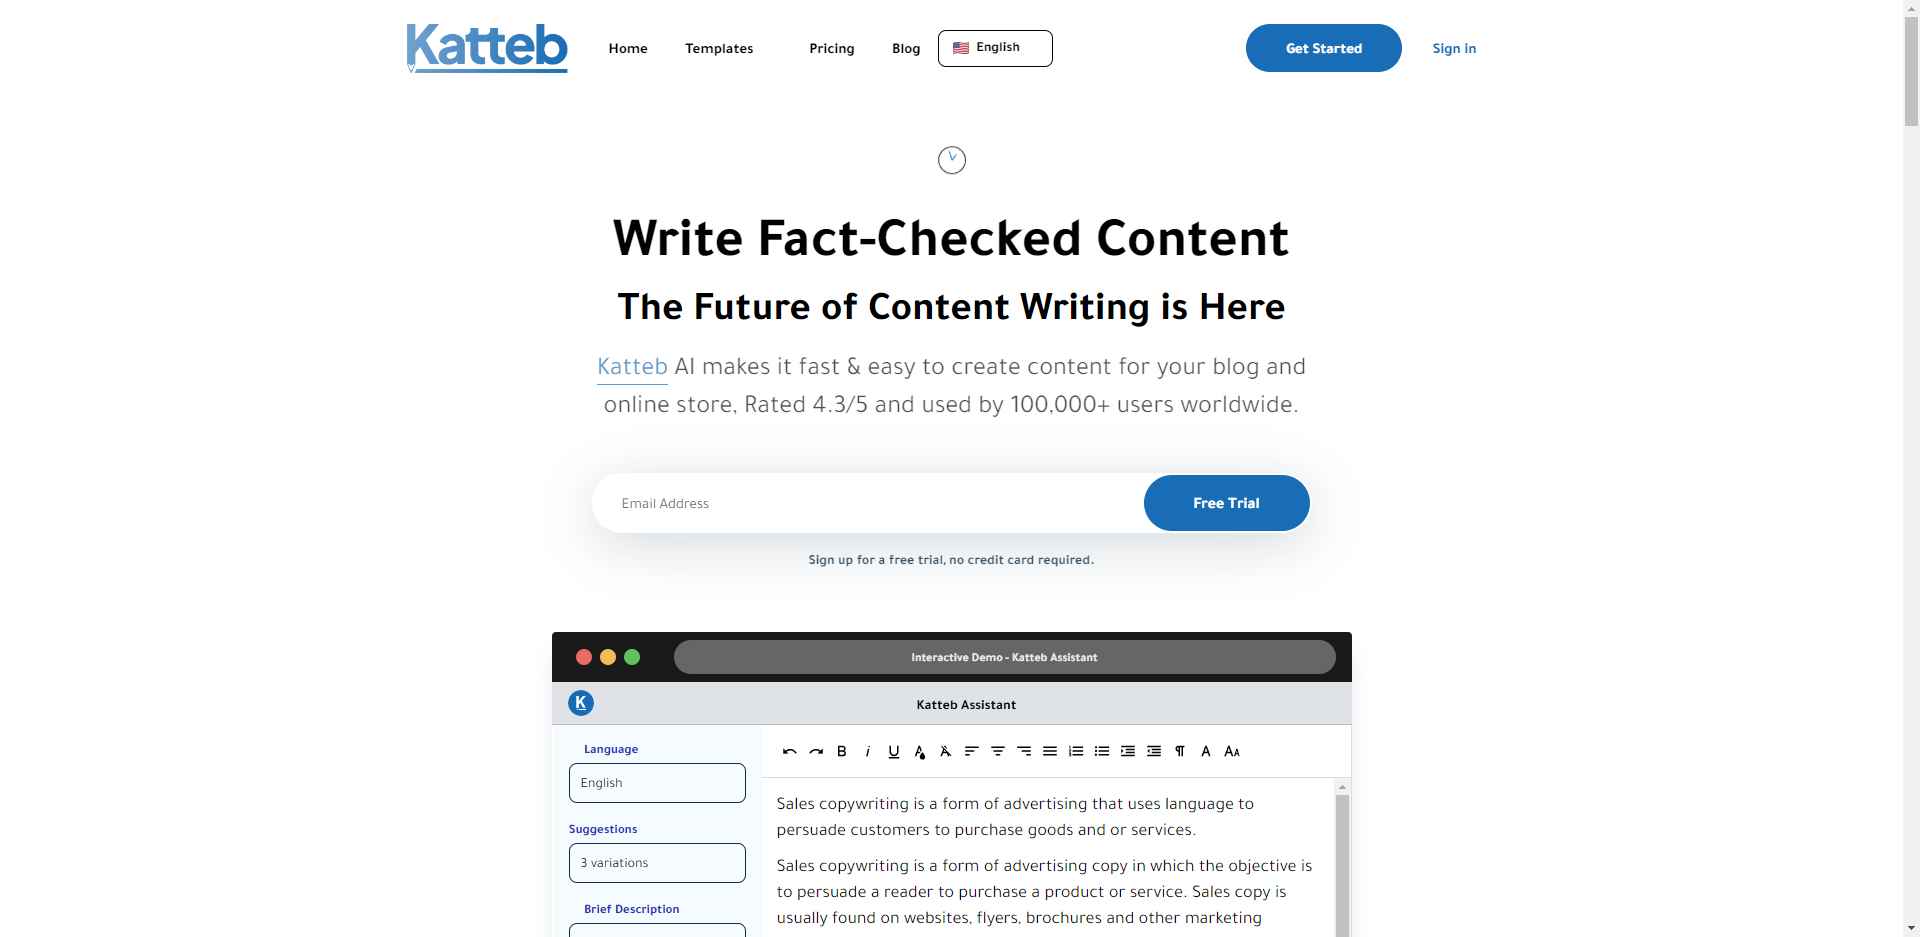 Katteb
Home
Templates
Pricing
Blog
English
Get Started
Sign in
Write Fact-Checked Content
The Future of Content Writing is Here
Katteb AI makes it fast & easy to create content for your blog and
online store, Rated 4.3/5 and used by 100,000+ users worldwide.
Email Address
Free Trial
Sign up for a free trial, no credit card required.
Interactive Demo - Katteb Assistant
K
Katteb Assistant
Language
English
Suggestions
3 variations
Brief Description
Sales copywriting is a form of advertising that uses language to
persuade customers to purchase goods and or services.
Sales copywriting is a form of advertising copy in which the objective is
to persuade a reader to purchase a product or service. Sales copy is
usually found on websites, flyers, brochures and other marketing